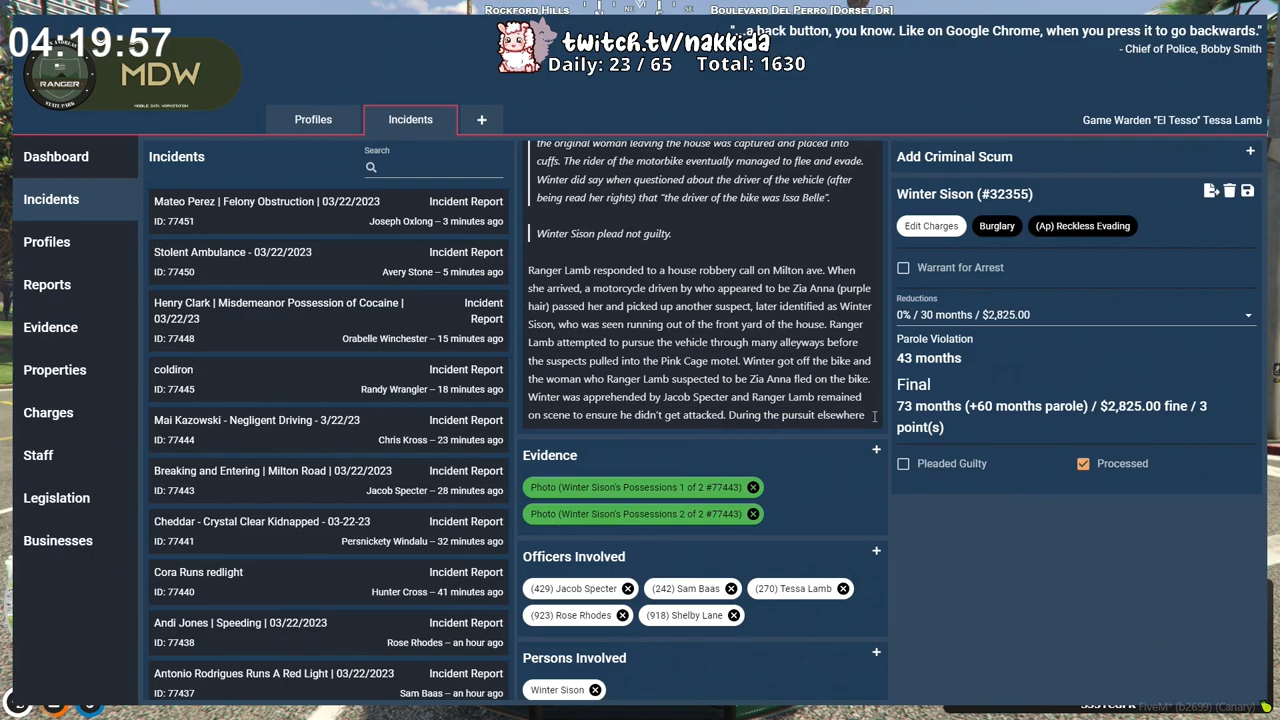 ROCKFORD HILLS
NE
BOULEVARD DEL PERRO [DORSET DR]
04:19:57
RANGER
STATE PARK
MDW
MOBILE DATA WORKSTATION
twitch.tv/nakkida
Daily: 23 / 65 Total: 1630
"...a back button, you know. Like on Google Chrome, when you press it to go backwards."
- Chief of Police, Bobby Smith
Profiles
Incidents
+
Game Warden "El Tesso" Tessa Lamb
Dashboard
Incidents
Profiles
Reports
Evidence
Properties
Charges
Staff
Legislation
Businesses
Incidents
Search
Mateo Perez | Felony Obstruction | 03/22/2023 Incident Report
ID: 77451 Joseph Oxlong – 3 minutes ago
Stolent Ambulance - 03/22/2023 Incident Report
ID: 77450 Avery Stone – 5 minutes ago
Henry Clark | Misdemeanor Possession of Cocaine | Incident
03/22/23 Report
ID: 77448 Orabelle Winchester – 15 minutes ago
coldiron Incident Report
ID: 77445 Randy Wrangler – 18 minutes ago
Mai Kazowski - Negligent Driving - 3/22/23 Incident Report
ID: 77444 Chris Kross – 23 minutes ago
Breaking and Entering | Milton Road | 03/22/2023 Incident Report
ID: 77443 Jacob Specter – 28 minutes ago
Cheddar - Crystal Clear Kidnapped - 03-22-23 Incident Report
ID: 77441 Persnickety Windalu – 32 minutes ago
Cora Runs redlight Incident Report
ID: 77440 Hunter Cross – 41 minutes ago
Andi Jones | Speeding | 03/22/2023 Incident Report
ID: 77438 Rose Rhodes – an hour ago
Antonio Rodrigues Runs A Red Light | 03/22/2023 Incident Report
ID: 77437 Sam Baas – an hour ago
the original woman leaving the house was captured and placed into
cuffs. The rider of the motorbike eventually managed to flee and evade.
Winter did say when questioned about the driver of the vehicle (after
being read her rights) that "the driver of the bike was Issa Belle".
Winter Sison plead not guilty.
Ranger Lamb responded to a house robbery call on Milton ave. When
she arrived, a motorcycle driven by who appeared to be Zia Anna (purple
hair) passed her and picked up another suspect, later identified as Winter
Sison, who was seen running out of the front yard of the house. Ranger
Lamb attempted to pursue the vehicle through many alleyways before
the suspects pulled into the Pink Cage motel. Winter got off the bike and
the woman who Ranger Lamb suspected to be Zia Anna fled on the bike.
Winter was apprehended by Jacob Specter and Ranger Lamb remained
on scene to ensure he didn't get attacked. During the pursuit elsewhere
Evidence +
Photo (Winter Sison's Possessions 1 of 2 #77443)
Photo (Winter Sison's Possessions 2 of 2 #77443)
Officers Involved +
(429) Jacob Specter (242) Sam Baas (270) Tessa Lamb
(923) Rose Rhodes (918) Shelby Lane
Persons Involved +
Winter Sison
Add Criminal Scum +
Winter Sison (#32355)
Edit Charges Burglary (Ap) Reckless Evading
Warrant for Arrest
Reductions
0% / 30 months / $2,825.00
Parole Violation
43 months
Final
73 months (+60 months parole) / $2,825.00 fine / 3
point(s)
Pleaded Guilty Processed
FiveM* (b2699) (Canary)